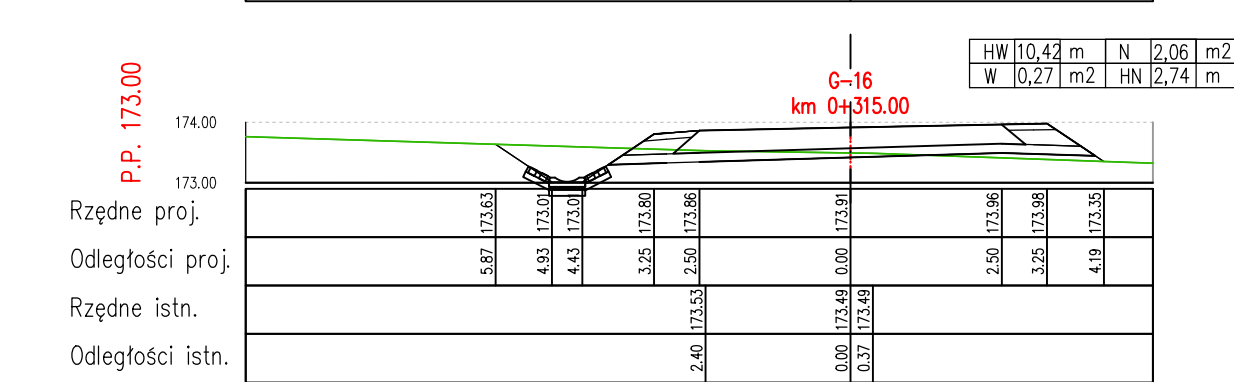 HW 10,42 m N 2,06 m2
W 0,27 m2 HN 2,74 m
P.P. 173.00
G-16
km 0+315.00
174.00
173.00
Rzędne proj. 173.63 173.01 173.01 173.80 173.86 173.91 173.96 173.98 173.35
Odległości proj. 5.87 4.93 4.43 3.25 2.50 0.00 2.50 3.25 4.19
Rzędne istn. 173.53 173.49 173.49
Odległości istn. 2.40 0.00 0.37